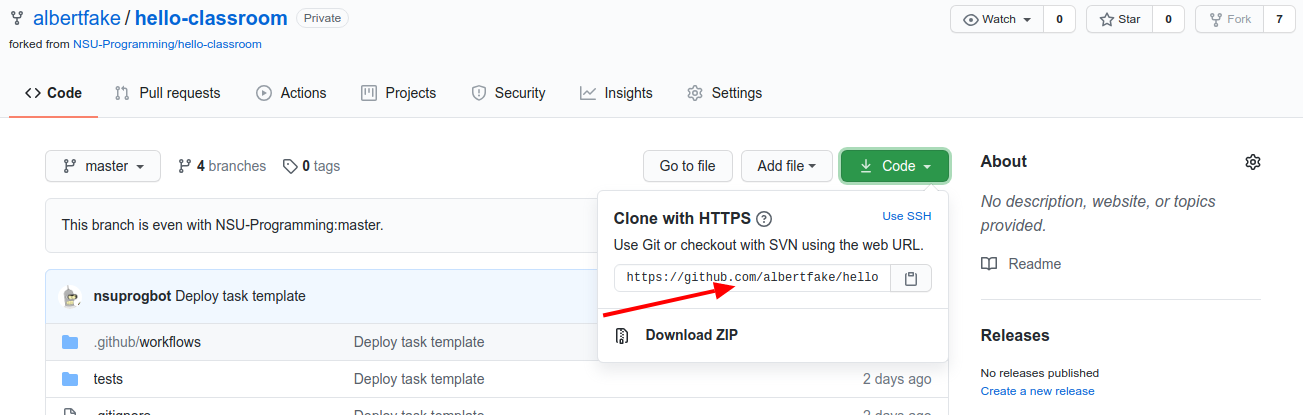 albertfake / hello-classroom Private Watch 0 Star 0 Fork 7
forked from NSU-Programming/hello-classroom
Code Pull requests Actions Projects Security Insights Settings
master 4 branches 0 tags Go to file Add file Code
About
No description, website, or topics
provided.
Readme
This branch is even with NSU-Programming:master.
Clone with HTTPS Use SSH
Use Git or checkout with SVN using the web URL.
https://github.com/albertfake/hello
Download ZIP
nsuprogbot Deploy task template
.github/workflows Deploy task template
tests Deploy task template 2 days ago
.gitignore Deploy task template 2 days ago
Releases
No releases published
Create a new release